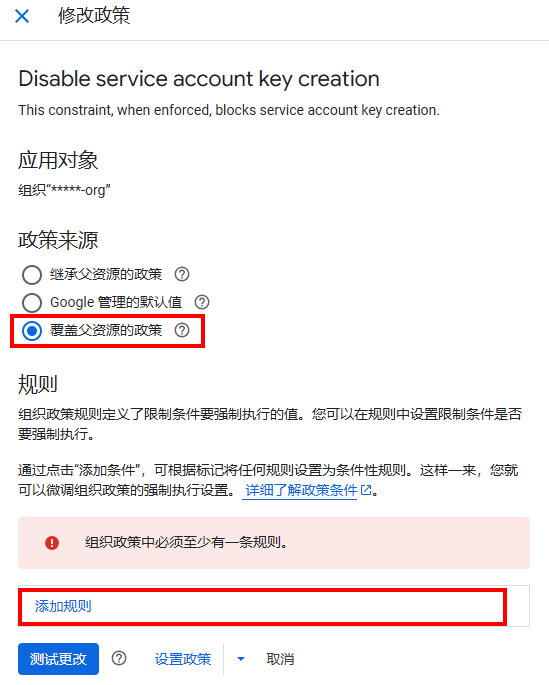 修改政策
Disable service account key creation
This constraint, when enforced, blocks service account key creation.
应用对象
组织“*****-org”
政策来源
继承父资源的政策
Google 管理的默认值
覆盖父资源的政策
规则
组织政策规则定义了限制条件要强制执行的值。您可以在规则中设置限制条件是否
要强制执行。
通过点击“添加条件”，可根据标记将任何规则设置为条件性规则。这样一来，您就
可以微调组织政策的强制执行设置。 详细了解政策条件。
组织政策中必须至少有一条规则。
添加规则
测试更改 设置政策 取消